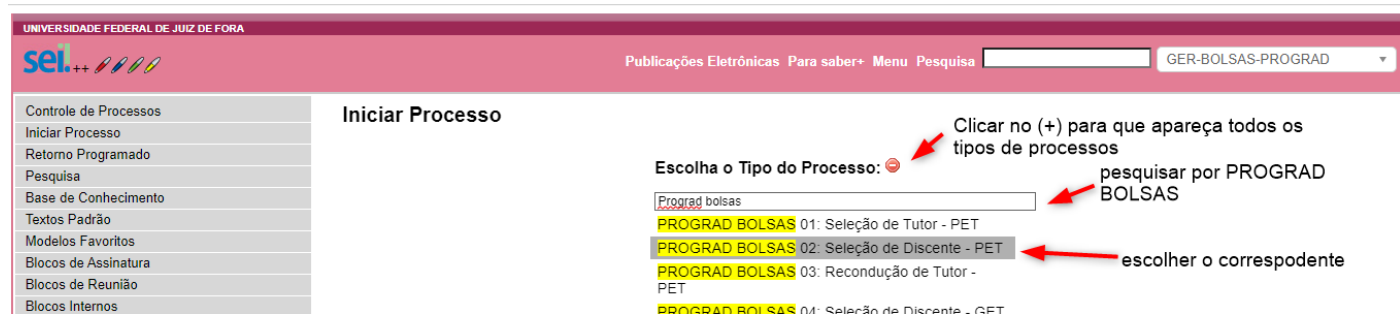 UNIVERSIDADE FEDERAL DE JUIZ DE FORA
sei. ++
Publicações Eletrônicas Para saber+ Menu Pesquisa
GER-BOLSAS-PROGRAD
Controle de Processos
Iniciar Processo
Retorno Programado
Pesquisa
Base de Conhecimento
Textos Padrão
Modelos Favoritos
Blocos de Assinatura
Blocos de Reunião
Blocos Internos
Iniciar Processo
Clicar no (+) para que apareça todos os
tipos de processos
Escolha o Tipo do Processo:
pesquisar por PROGRAD
BOLSAS
Prograd bolsas
PROGRAD BOLSAS 01: Seleção de Tutor - PET
PROGRAD BOLSAS 02: Seleção de Discente - PET
escolher o correspodente
PROGRAD BOLSAS 03: Recondução de Tutor -
PET
PROGRAD BOLSAS 04: Seleção de Discente - GET